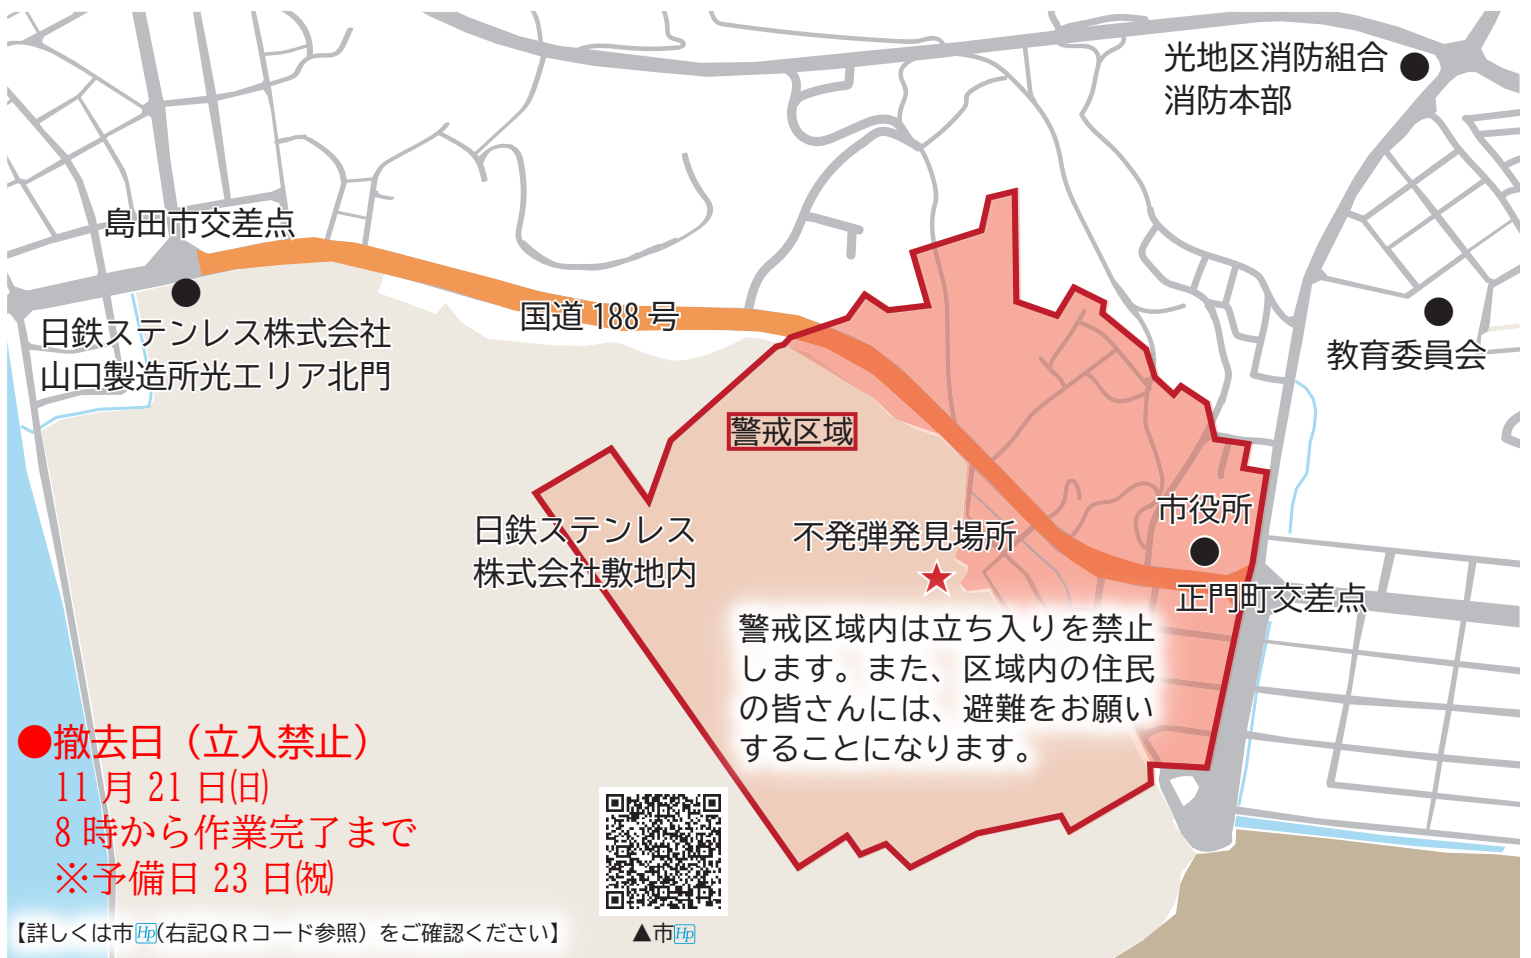 光地区消防組合
消防本部
島田市交差点
国道188号
日鉄ステンレス株式会社
山口製造所光エリア北門
教育委員会
警戒区域
市役所
日鉄ステンレス
株式会社敷地内
不発弾発見場所
正門町交差点
警戒区域内は立ち入りを禁止
します。また、区域内の住民
の皆さんには、避難をお願い
することになります。
●撤去日（立入禁止）
11月21日㈰
8時から作業完了まで
※予備日23日㈷
【詳しくは市Hp(右記QRコード参照）をご確認ください】
▲市Hp